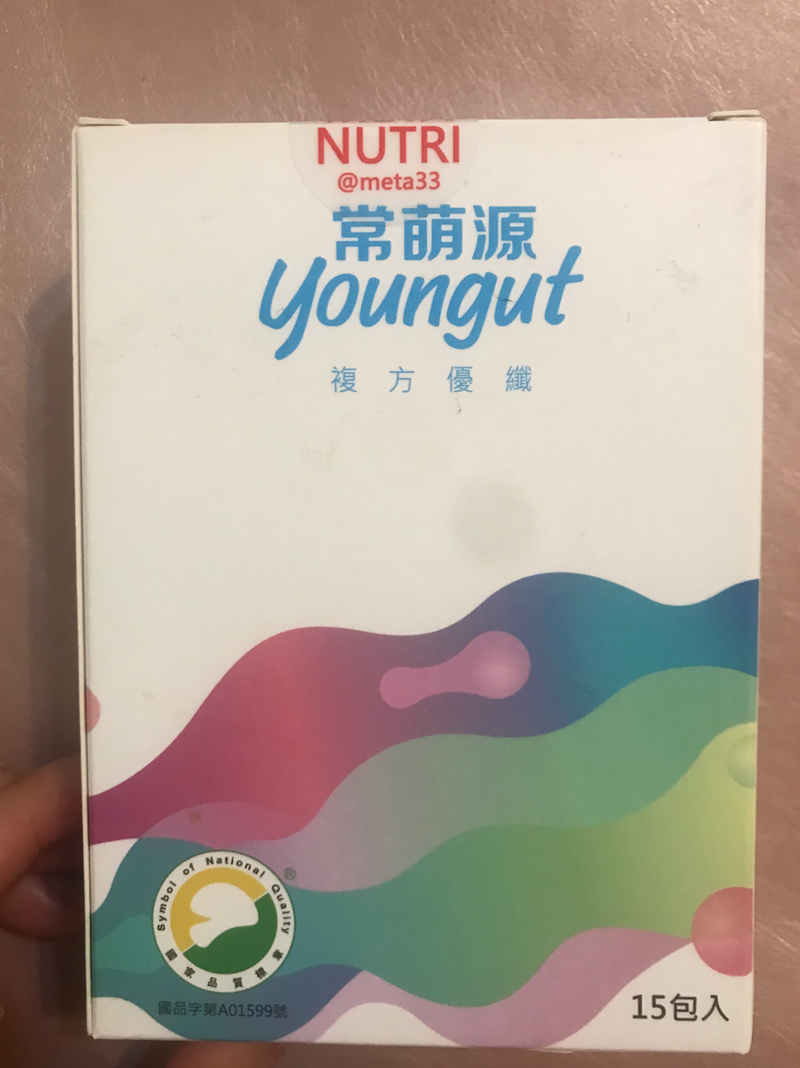 NUTRI
@meta33
常萌源
Youngut
複方優纖
Symbol of National Quality
®
國家品質標章
國品字第A01599號
15包入